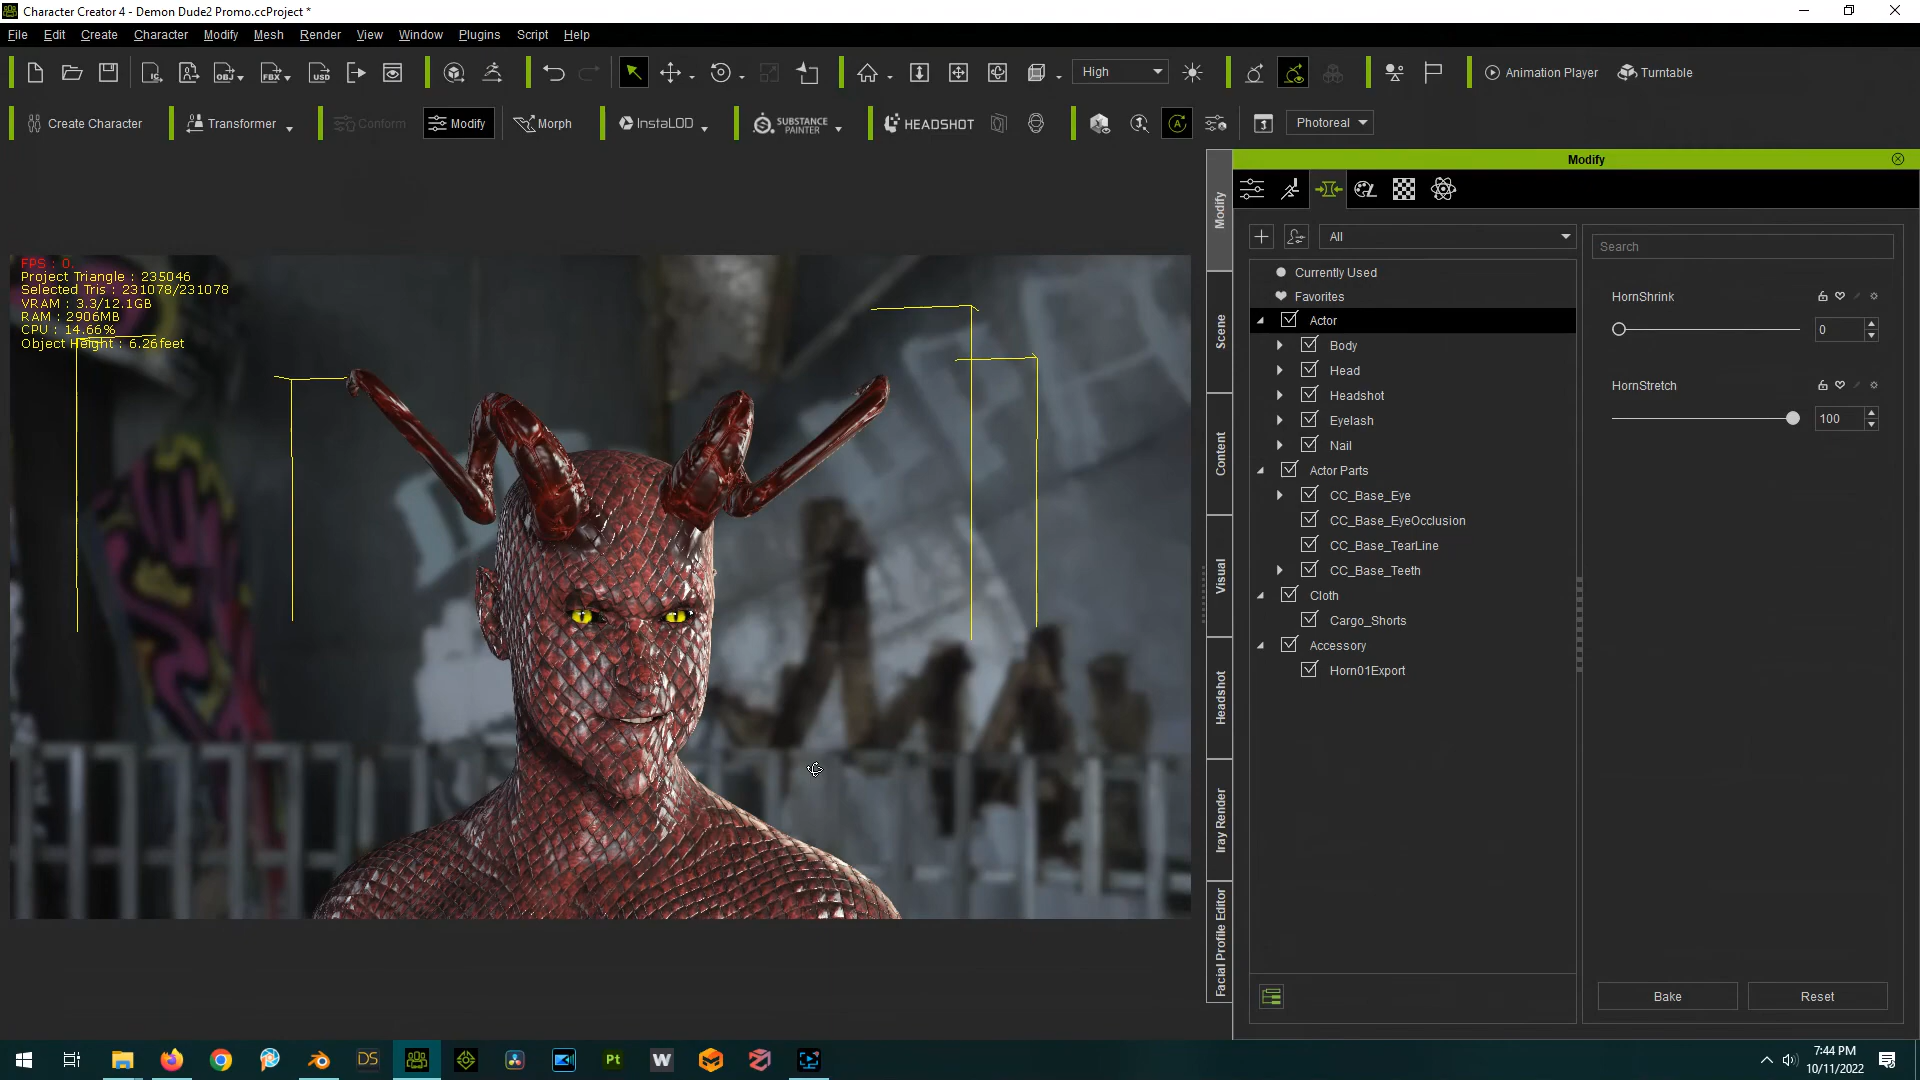 Character Creator 4 - Demon Dude2 Promo.ccProject *
File Edit Create Character Modify Mesh Render View Window Plugins Script Help
IC OBJ FBX USD High Animation Player Turntable
Create Character Transformer Conform Modify Morph InstaLOD SUBSTANCE PAINTER HEADSHOT A Photoreal
Modify
All
Search
Currently Used
Favorites
Actor
Body
Head
Headshot
Eyelash
Nail
Actor Parts
CC_Base_Eye
CC_Base_EyeOcclusion
CC_Base_TearLine
CC_Base_Teeth
Cloth
Cargo_Shorts
Accessory
Horn01Export
HornShrink
0
HornStretch
100
Bake Reset
Modify
Scene
Content
Visual
Headshot
Iray Render
Facial Profile Editor
FPS : 0.
Project Triangle : 235046
Selected Tris : 231078/231078
VRAM : 3.3/12.1GB
RAM : 2906MB
CPU : 14.66%
Object Height : 6.26feet
DS Pt W
7:44 PM
10/11/2022